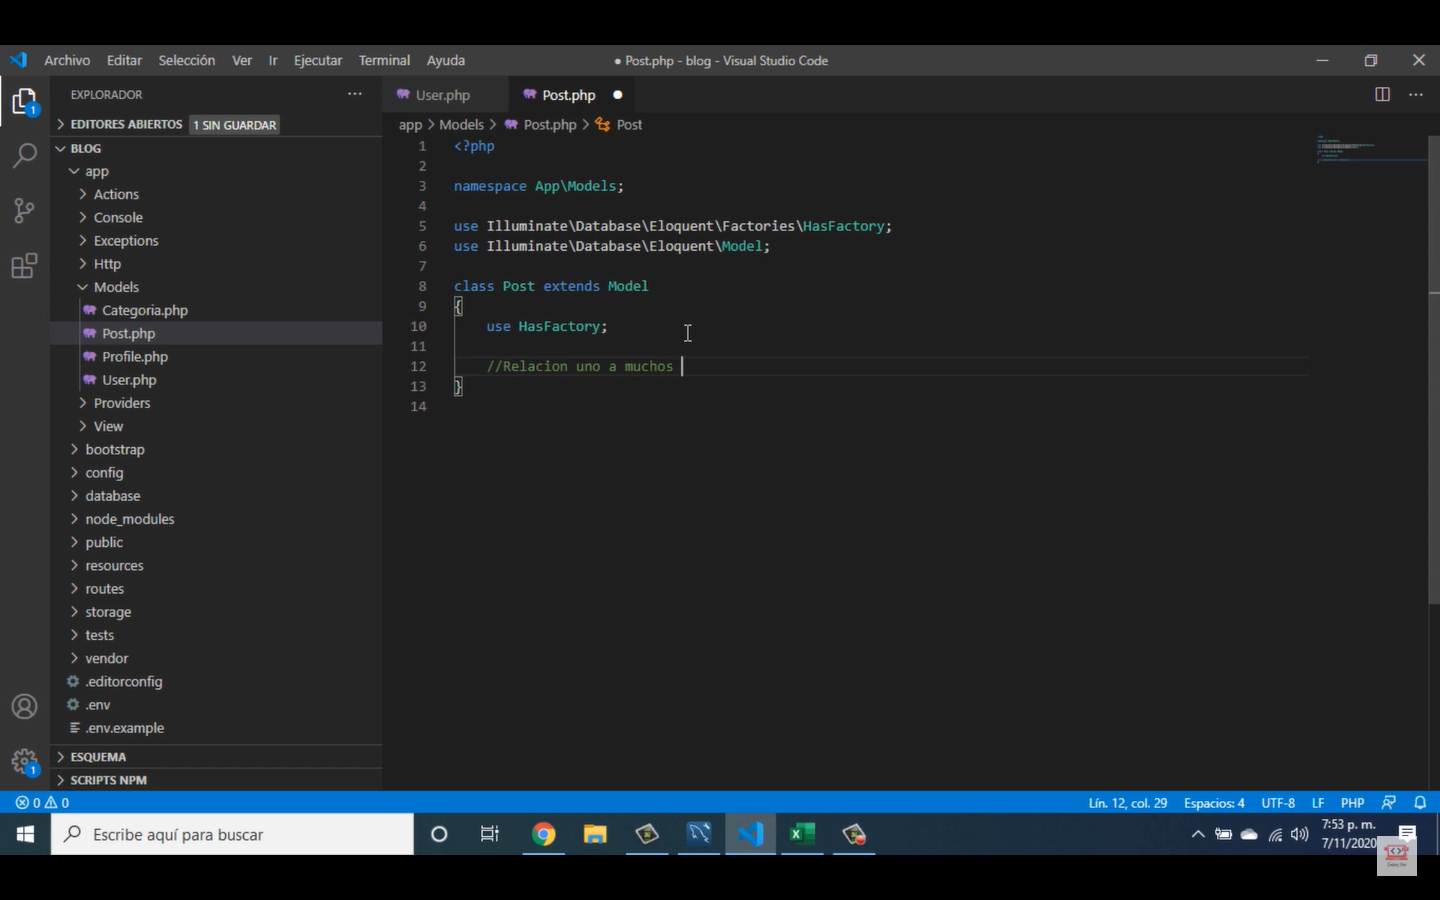 Archivo Editar Selección Ver Ir Ejecutar Terminal Ayuda
● Post.php - blog - Visual Studio Code
EXPLORADOR
User.php
Post.php
EDITORES ABIERTOS 1 SIN GUARDAR
app > Models > Post.php > Post
BLOG
app
Actions
Console
Exceptions
Http
Models
Categoria.php
Post.php
Profile.php
User.php
Providers
View
bootstrap
config
database
node_modules
public
resources
routes
storage
tests
vendor
.editorconfig
.env
.env.example
ESQUEMA
SCRIPTS NPM
1 <?php
2
3 namespace App\Models;
4
5 use Illuminate\Database\Eloquent\Factories\HasFactory;
6 use Illuminate\Database\Eloquent\Model;
7
8 class Post extends Model
9 {
10 use HasFactory;
11
12 //Relacion uno a muchos
13 }
14
1
1
0 0
Lín. 12, col. 29 Espacios: 4 UTF-8 LF PHP
Escribe aquí para buscar
7:53 p. m.
7/11/2020